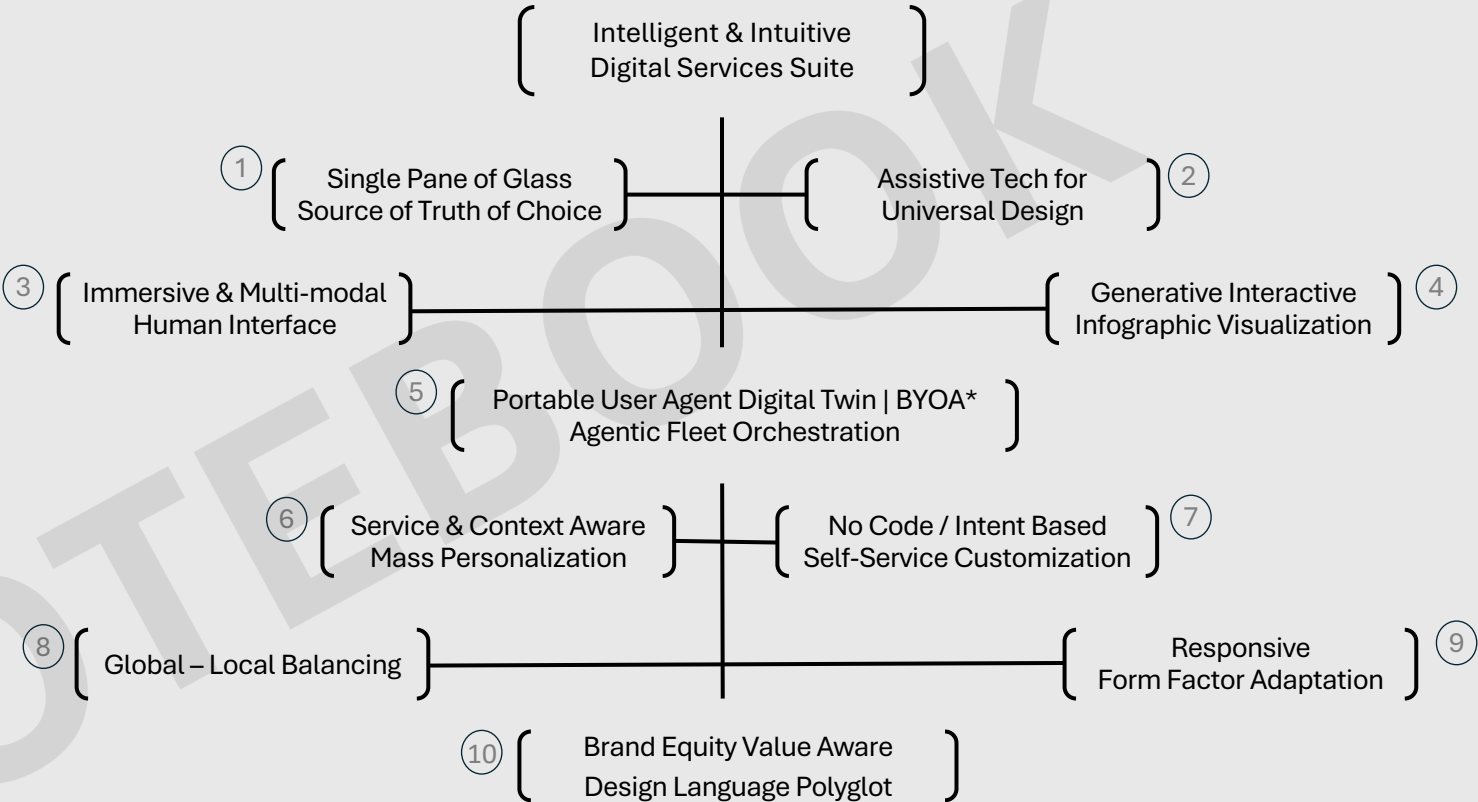 Intelligent & Intuitive
Digital Services Suite
1
Single Pane of Glass
Source of Truth of Choice
Assistive Tech for
Universal Design
2
3
Immersive & Multi-modal
Human Interface
Generative Interactive
Infographic Visualization
4
5
Portable User Agent Digital Twin | BYOA*
Agentic Fleet Orchestration
6
Service & Context Aware
Mass Personalization
No Code / Intent Based
Self-Service Customization
7
8
Global – Local Balancing
Responsive
Form Factor Adaptation
9
10
Brand Equity Value Aware
Design Language Polyglot
OTEBOOK